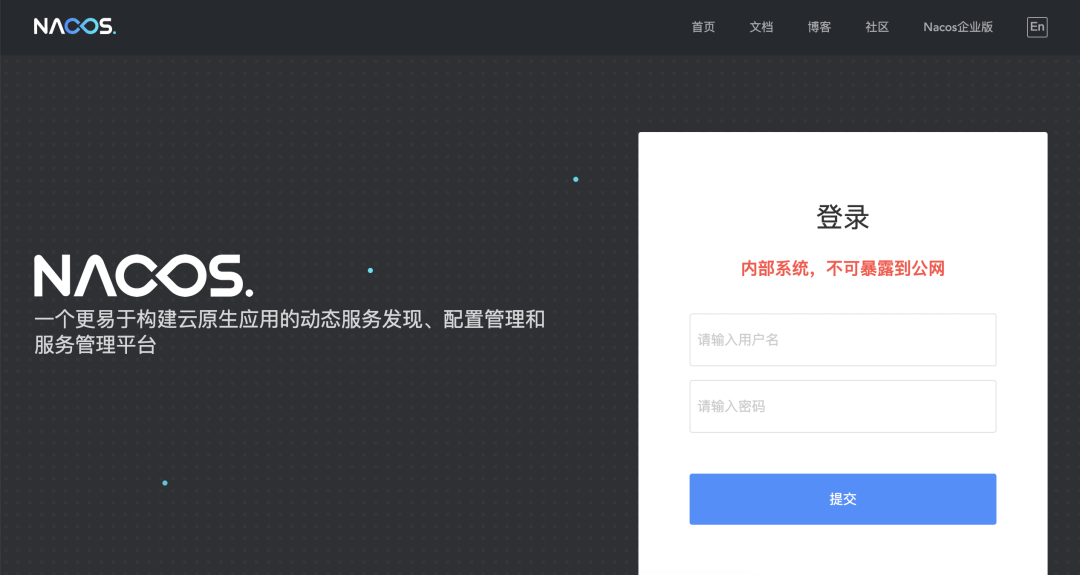 NACOS.
首页 文档 博客 社区 Nacos企业版 En
登录
内部系统，不可暴露到公网
NACOS.
一个更易于构建云原生应用的动态服务发现、配置管理和
服务管理平台
请输入用户名
请输入密码
提交